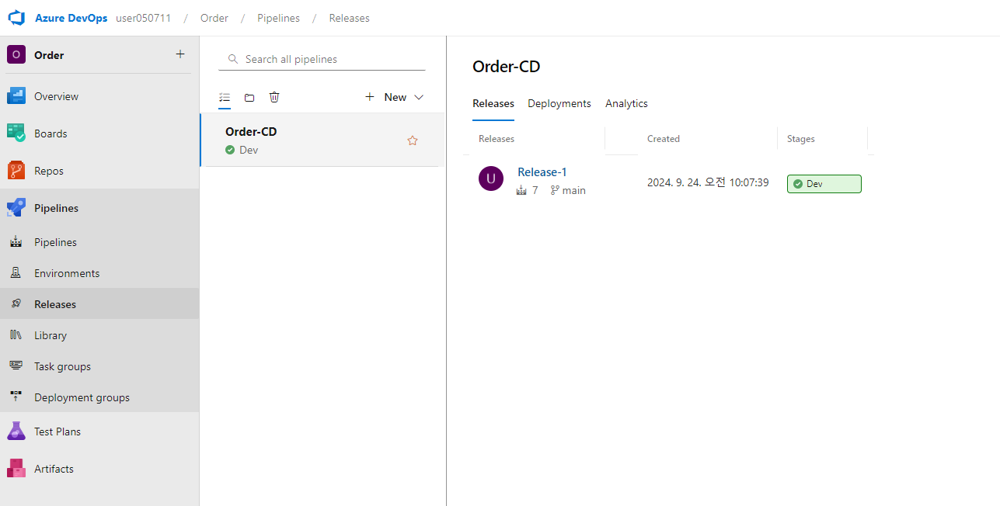 Azure DevOps user050711 / Order / Pipelines / Releases
O Order +
Overview
Boards
Repos
Pipelines
Pipelines
Environments
Releases
Library
Task groups
Deployment groups
Test Plans
Artifacts
Search all pipelines
+ New
Order-CD
Dev
Order-CD
Releases Deployments Analytics
Releases Created Stages
U Release-1
7 main
2024. 9. 24. 오전 10:07:39
Dev